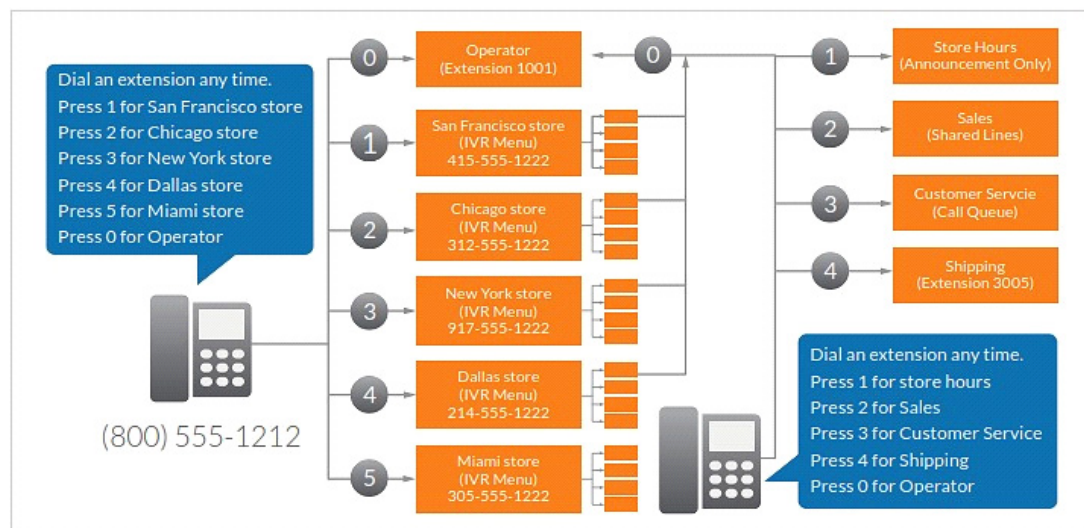 Dial an extension any time.
Press 1 for San Francisco store
Press 2 for Chicago store
Press 3 for New York store
Press 4 for Dallas store
Press 5 for Miami store
Press 0 for Operator
(800) 555-1212
0
Operator
(Extension 1001)
1
San Francisco store
(IVR Menu)
415-555-1222
2
Chicago store
(IVR Menu)
312-555-1222
3
New York store
(IVR Menu)
917-555-1222
4
Dallas store
(IVR Menu)
214-555-1222
5
Miami store
(IVR Menu)
305-555-1222
0
1
Store Hours
(Announcement Only)
2
Sales
(Shared Lines)
3
Customer Servcie
(Call Queue)
4
Shipping
(Extension 3005)
Dial an extension any time.
Press 1 for store hours
Press 2 for Sales
Press 3 for Customer Service
Press 4 for Shipping
Press 0 for Operator